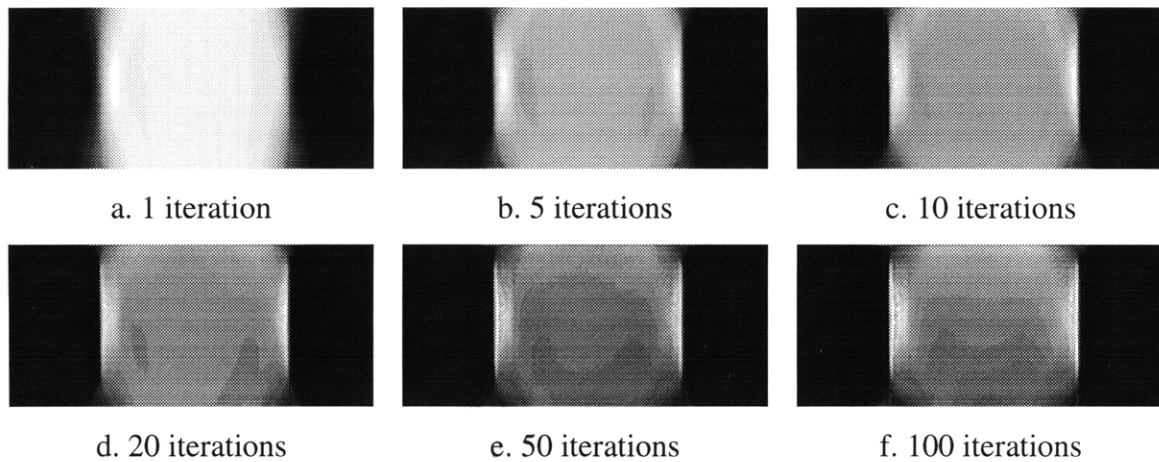 a. 1 iteration
b. 5 iterations
c. 10 iterations
d. 20 iterations
e. 50 iterations
f. 100 iterations